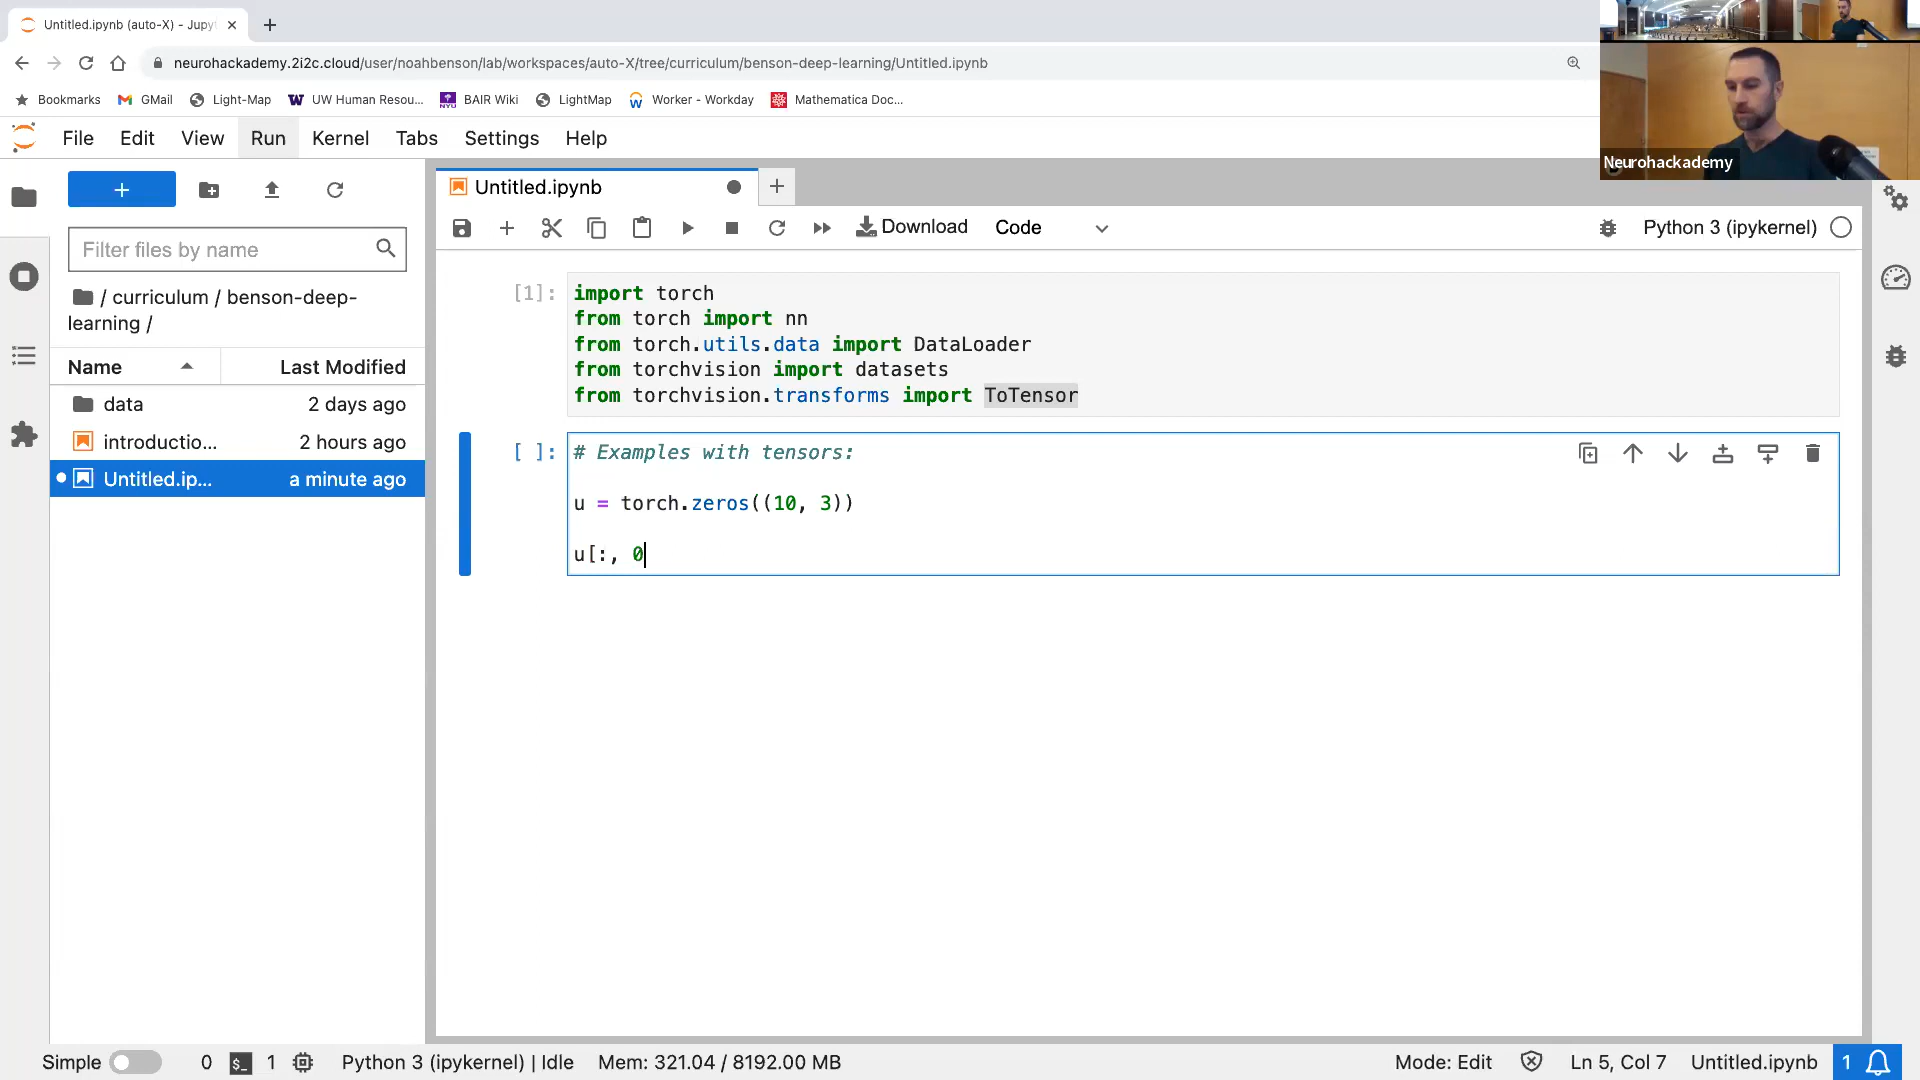 Untitled.ipynb (auto-X) - Jupy
neurohackademy.2i2c.cloud/user/noahbenson/lab/workspaces/auto-X/tree/curriculum/benson-deep-learning/Untitled.ipynb
Bookmarks GMail Light-Map UW Human Resou... BAIR Wiki LightMap Worker - Workday Mathematica Doc...
Neurohackademy
File Edit View Run Kernel Tabs Settings Help
Untitled.ipynb
Download Code Python 3 (ipykernel)
Filter files by name
/ curriculum / benson-deep-
learning /
Name Last Modified
data 2 days ago
introductio... 2 hours ago
Untitled.ip... a minute ago
[1]: import torch
from torch import nn
from torch.utils.data import DataLoader
from torchvision import datasets
from torchvision.transforms import ToTensor
[ ]: # Examples with tensors:
u = torch.zeros((10, 3))
u[:, 0
Simple 0 $_ 1 Python 3 (ipykernel) | Idle Mem: 321.04 / 8192.00 MB Mode: Edit Ln 5, Col 7 Untitled.ipynb 1